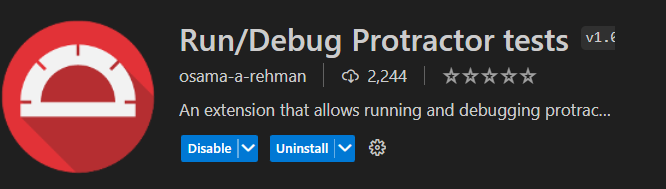 Run/Debug Protractor tests
osama-a-rehman 2,244
An extension that allows running and debugging protrac...
Disable Uninstall